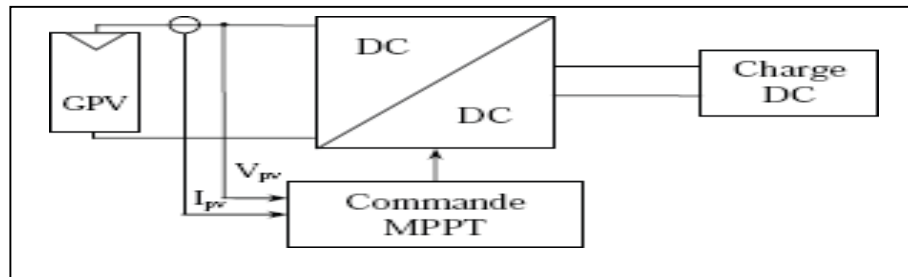 GPV
DC
DC
Charge
DC
Vpv
Ipv
Commande
MPPT